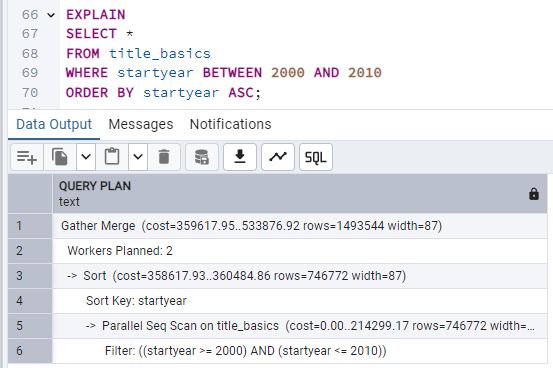 66 EXPLAIN
67 SELECT *
68 FROM title_basics
69 WHERE startyear BETWEEN 2000 AND 2010
70 ORDER BY startyear ASC;
Data Output Messages Notifications
SQL
QUERY PLAN
text
1 Gather Merge (cost=359617.95..533876.92 rows=1493544 width=87)
2 Workers Planned: 2
3 -> Sort (cost=358617.93..360484.86 rows=746772 width=87)
4 Sort Key: startyear
5 -> Parallel Seq Scan on title_basics (cost=0.00..214299.17 rows=746772 width=...
6 Filter: ((startyear >= 2000) AND (startyear <= 2010))